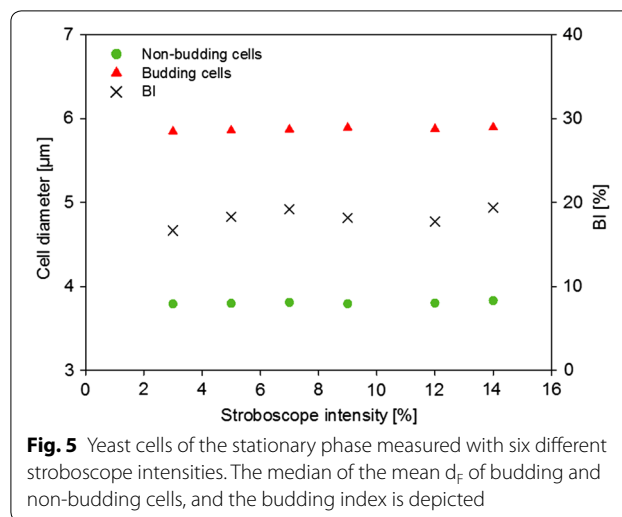 7
6
5
4
3
Cell diameter [µm]
Non-budding cells
Budding cells
BI
40
30
20
10
0
BI [%]
0 2 4 6 8 10 12 14 16
Stroboscope intensity [%]
Fig. 5 Yeast cells of the stationary phase measured with six different
stroboscope intensities. The median of the mean dF of budding and
non-budding cells, and the budding index is depicted